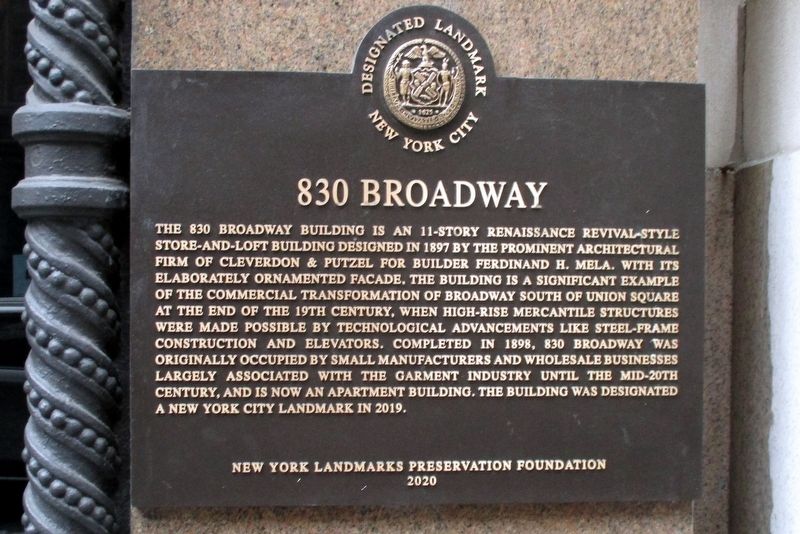 DESIGNATED LANDMARK
NEW YORK CITY
1625
830 BROADWAY
THE 830 BROADWAY BUILDING IS AN 11-STORY RENAISSANCE REVIVAL-STYLE
STORE-AND-LOFT BUILDING DESIGNED IN 1897 BY THE PROMINENT ARCHITECTURAL
FIRM OF CLEVERDON & PUTZEL FOR BUILDER FERDINAND H. MELA. WITH ITS
ELABORATELY ORNAMENTED FACADE, THE BUILDING IS A SIGNIFICANT EXAMPLE
OF THE COMMERCIAL TRANSFORMATION OF BROADWAY SOUTH OF UNION SQUARE
AT THE END OF THE 19TH CENTURY, WHEN HIGH-RISE MERCANTILE STRUCTURES
WERE MADE POSSIBLE BY TECHNOLOGICAL ADVANCEMENTS LIKE STEEL-FRAME
CONSTRUCTION AND ELEVATORS. COMPLETED IN 1898, 830 BROADWAY WAS
ORIGINALLY OCCUPIED BY SMALL MANUFACTURERS AND WHOLESALE BUSINESSES
LARGELY ASSOCIATED WITH THE GARMENT INDUSTRY UNTIL THE MID-20TH
CENTURY, AND IS NOW AN APARTMENT BUILDING. THE BUILDING WAS DESIGNATED
A NEW YORK CITY LANDMARK IN 2019.
NEW YORK LANDMARKS PRESERVATION FOUNDATION
2020